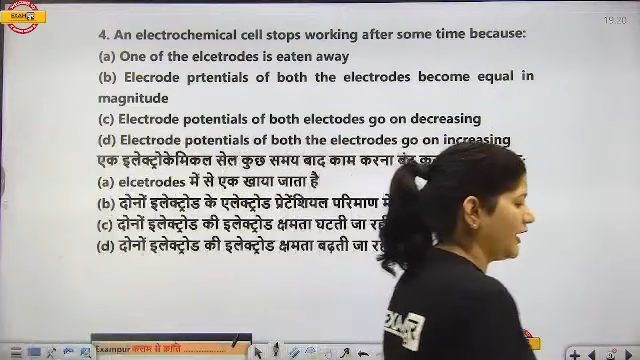 19.20
4. An electrochemical cell stops working after some time because:
(a) One of the elcetrodes is eaten away
(b) Elecrode prtentials of both the electrodes become equal in
magnitude
(c) Electrode potentials of both electodes go on decreasing
(d) Electrode potentials of both the electrodes go on increasing
एक इलेक्ट्रोकेमिकल सेल कुछ समय बाद काम करना बंद
(a) elcetrodes में से एक खाया जाता है
(b) दोनों इलेक्ट्रोड के एलेक्ट्रोड प्रेटेंशियल परिमाण में
(c) दोनों इलेक्ट्रोड की इलेक्ट्रोड क्षमता घटती जा
(d) दोनों इलेक्ट्रोड की इलेक्ट्रोड क्षमता बढ़ती जा
Exampur कलम से क्रांति